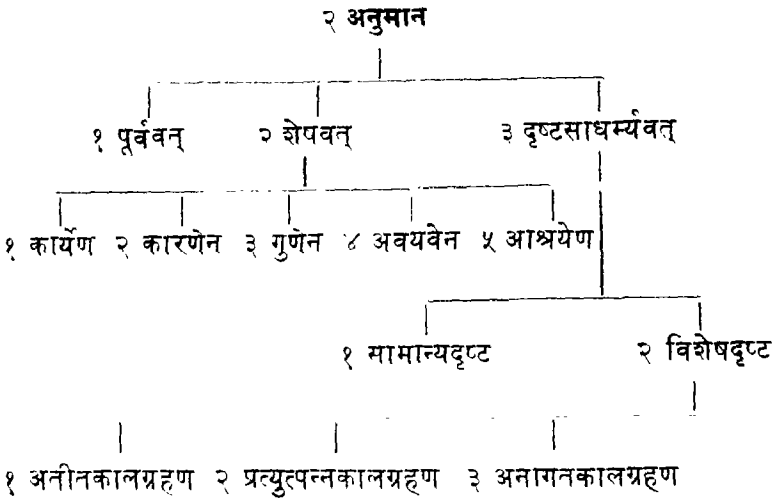 २ अनुमान
१ पूर्ववत् २ शेषवत् ३ दृष्टसाधर्म्यवत्
१ कार्येण २ कारणेन ३ गुणेन ४ अवयवेन ५ आश्रयेण
१ सामान्यदृष्ट २ विशेषदृष्ट
१ अतीतकालग्रहण २ प्रत्युत्पन्नकालग्रहण ३ अनागतकालग्रहण